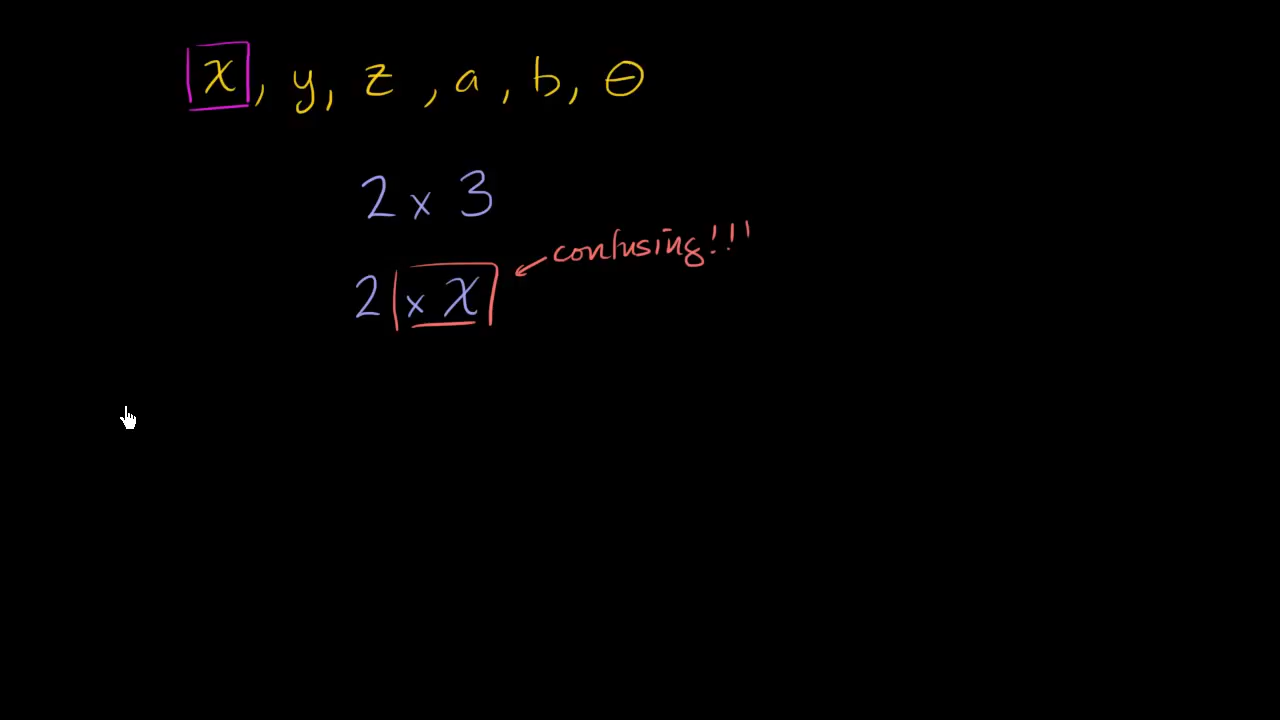 x, y, z, a, b, θ
2 × 3
confusing!!!
2 × x